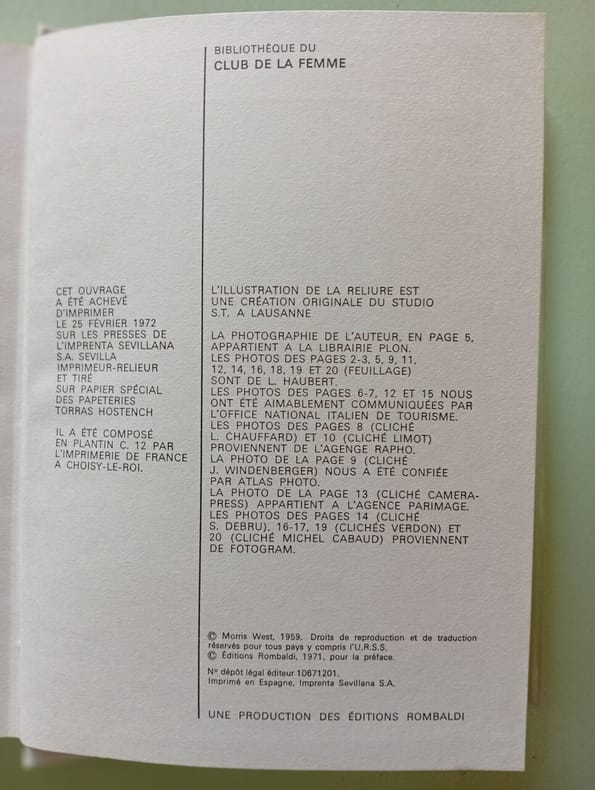 BIBLIOTHÈQUE DU
CLUB DE LA FEMME
CET OUVRAGE
A ÉTÉ ACHEVÉ
D'IMPRIMER
LE 25 FÉVRIER 1972
SUR LES PRESSES DE
L'IMPRENTA SEVILLANA
S.A. SEVILLA
IMPRIMEUR-RELIEUR
ET TIRÉ
SUR PAPIER SPÉCIAL
DES PAPETERIES
TORRAS HOSTENCH
IL A ÉTÉ COMPOSÉ
EN PLANTIN C. 12 PAR
L'IMPRIMERIE DE FRANCE
A CHOISY-LE-ROI.
L'ILLUSTRATION DE LA RELIURE EST
UNE CRÉATION ORIGINALE DU STUDIO
S.T. A LAUSANNE
LA PHOTOGRAPHIE DE L'AUTEUR, EN PAGE 5,
APPARTIENT A LA LIBRAIRIE PLON.
LES PHOTOS DES PAGES 2-3, 5, 9, 11,
12, 14, 16, 18, 19 ET 20 (FEUILLAGE)
SONT DE L. HAUBERT.
LES PHOTOS DES PAGES 6-7, 12 ET 15 NOUS
ONT ÉTÉ AIMABLEMENT COMMUNIQUÉES PAR
L'OFFICE NATIONAL ITALIEN DE TOURISME.
LES PHOTOS DES PAGES 8 (CLICHÉ
L. CHAUFFARD) ET 10 (CLICHÉ LIMOT)
PROVIENNENT DE L'AGENGE RAPHO.
LA PHOTO DE LA PAGE 9 (CLICHÉ
J. WINDENBERGER) NOUS A ÉTÉ CONFIÉE
PAR ATLAS PHOTO.
LA PHOTO DE LA PAGE 13 (CLICHÉ CAMERA-
PRESS) APPARTIENT A L'AGENCE PARIMAGE.
LES PHOTOS DES PAGES 14 (CLICHÉ
S. DEBRU), 16-17, 19 (CLICHÉS VERDON) ET
20 (CLICHÉ MICHEL CABAUD) PROVIENNENT
DE FOTOGRAM.
© Morris West, 1959. Droits de reproduction et de traduction
réservés pour tous pays y compris l'U.R.S.S.
© Éditions Rombaldi, 1971, pour la préface.
N° dépôt légal éditeur 10671201.
Imprimé en Espagne, Imprenta Sevillana S.A.
UNE PRODUCTION DES ÉDITIONS ROMBALDI